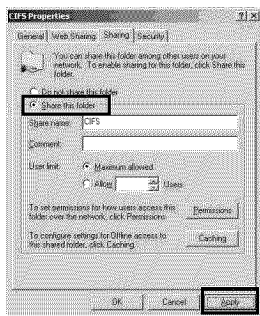 CIFS Properties ? X
General Web Sharing Sharing Security
You can share this folder among other users on your
network. To enable sharing for this folder, click Share this
folder.
Do not share this folder
Share this folder
Share name: CIFS
Comment:
User limit: Maximum allowed
Allow Users
To set permissions for how users access this
folder over the network, click Permissions.
Permissions
To configure settings for Offline access to
this shared folder, click Caching.
Caching
OK Cancel Apply